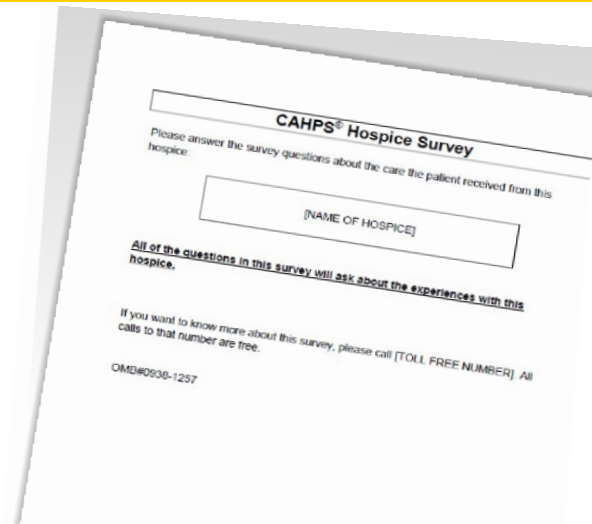 CAHPS® Hospice Survey
Please answer the survey questions about the care the patient received from this
hospice:
[NAME OF HOSPICE]
All of the questions in this survey will ask about the experiences with this
hospice.
If you want to know more about this survey, please call [TOLL FREE NUMBER]. All
calls to that number are free.
OMB#0938-1257